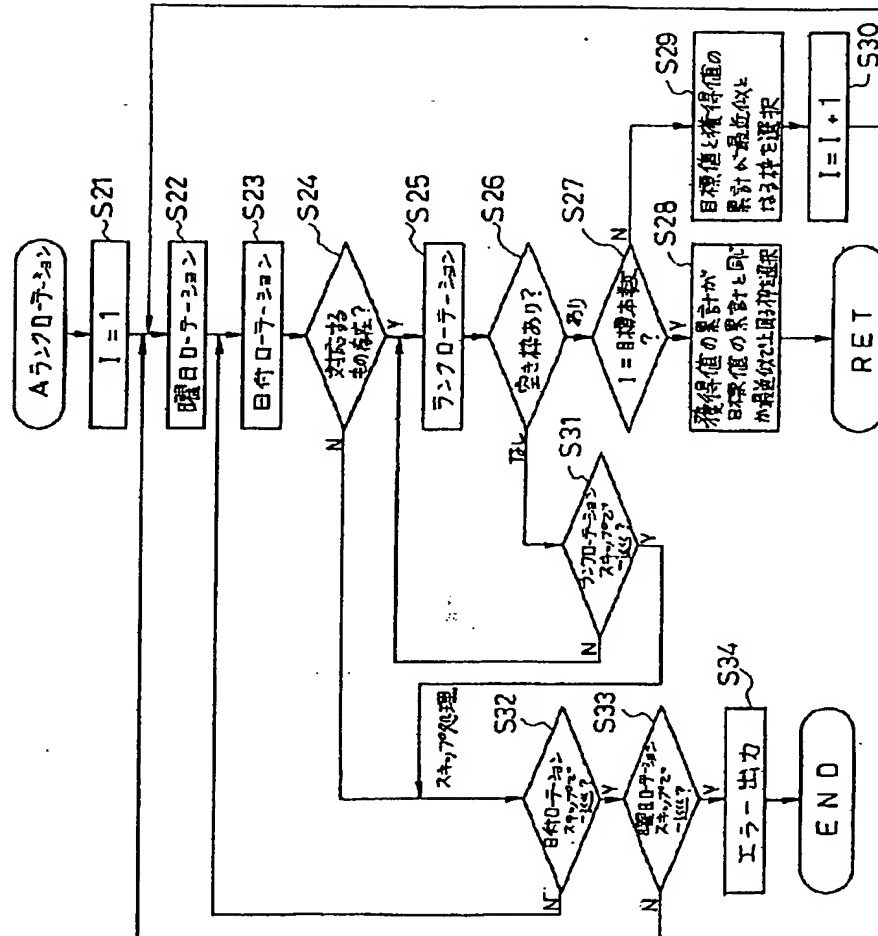 Aランクローテーション
I = 1
S21
曜日ローテーション
S22
日付ローテーション
S23
対応する
もの存在?
S24
N
Y
ランクローテーション
S25
空き枠あり?
S26
なし
あり
I = 目標本数
?
S27
N
Y
獲得値の累計が
目標値の累計と同じ
か最近似で上回る枠を選択
S28
RET
目標値と獲得値の
累計が最近似と
なる枠を選択
S29
I = I + 1
S30
ランクローテーション
スキップで
一巡?
S31
N
Y
スキップ処理
日付ローテーション
スキップで
一巡?
S32
N
Y
曜日ローテーション
スキップで
一巡?
S33
N
Y
エラー出力
S34
END